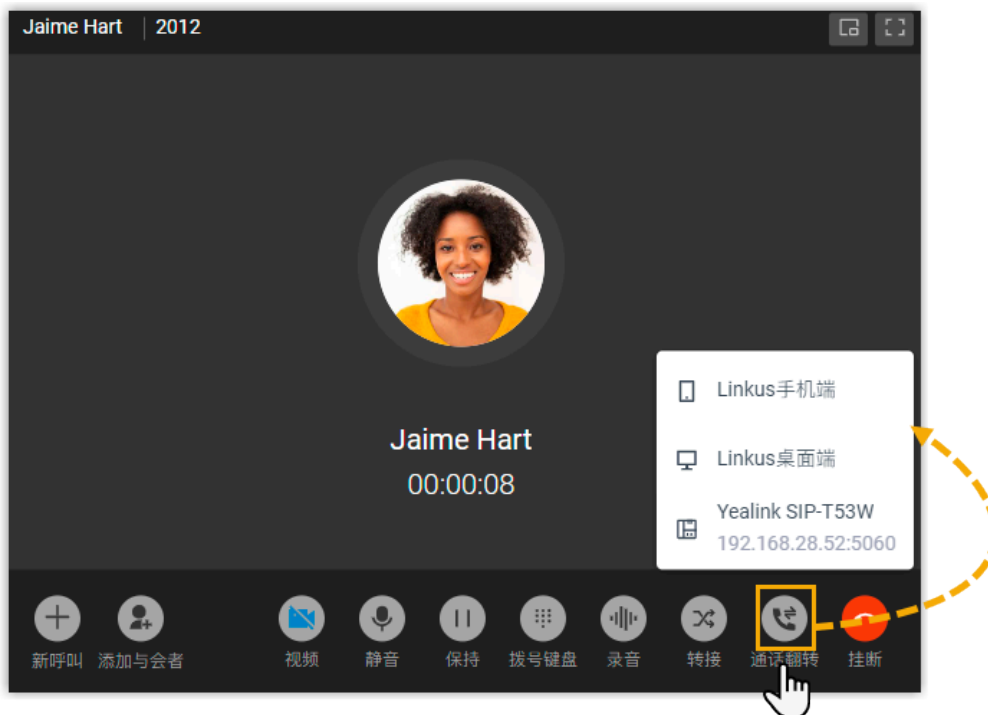 Jaime Hart | 2012
Jaime Hart
00:00:08
Linkus手机端
Linkus桌面端
Yealink SIP-T53W
192.168.28.52:5060
新呼叫 添加与会者 视频 静音 保持 拨号键盘 录音 转接 通话翻转 挂断